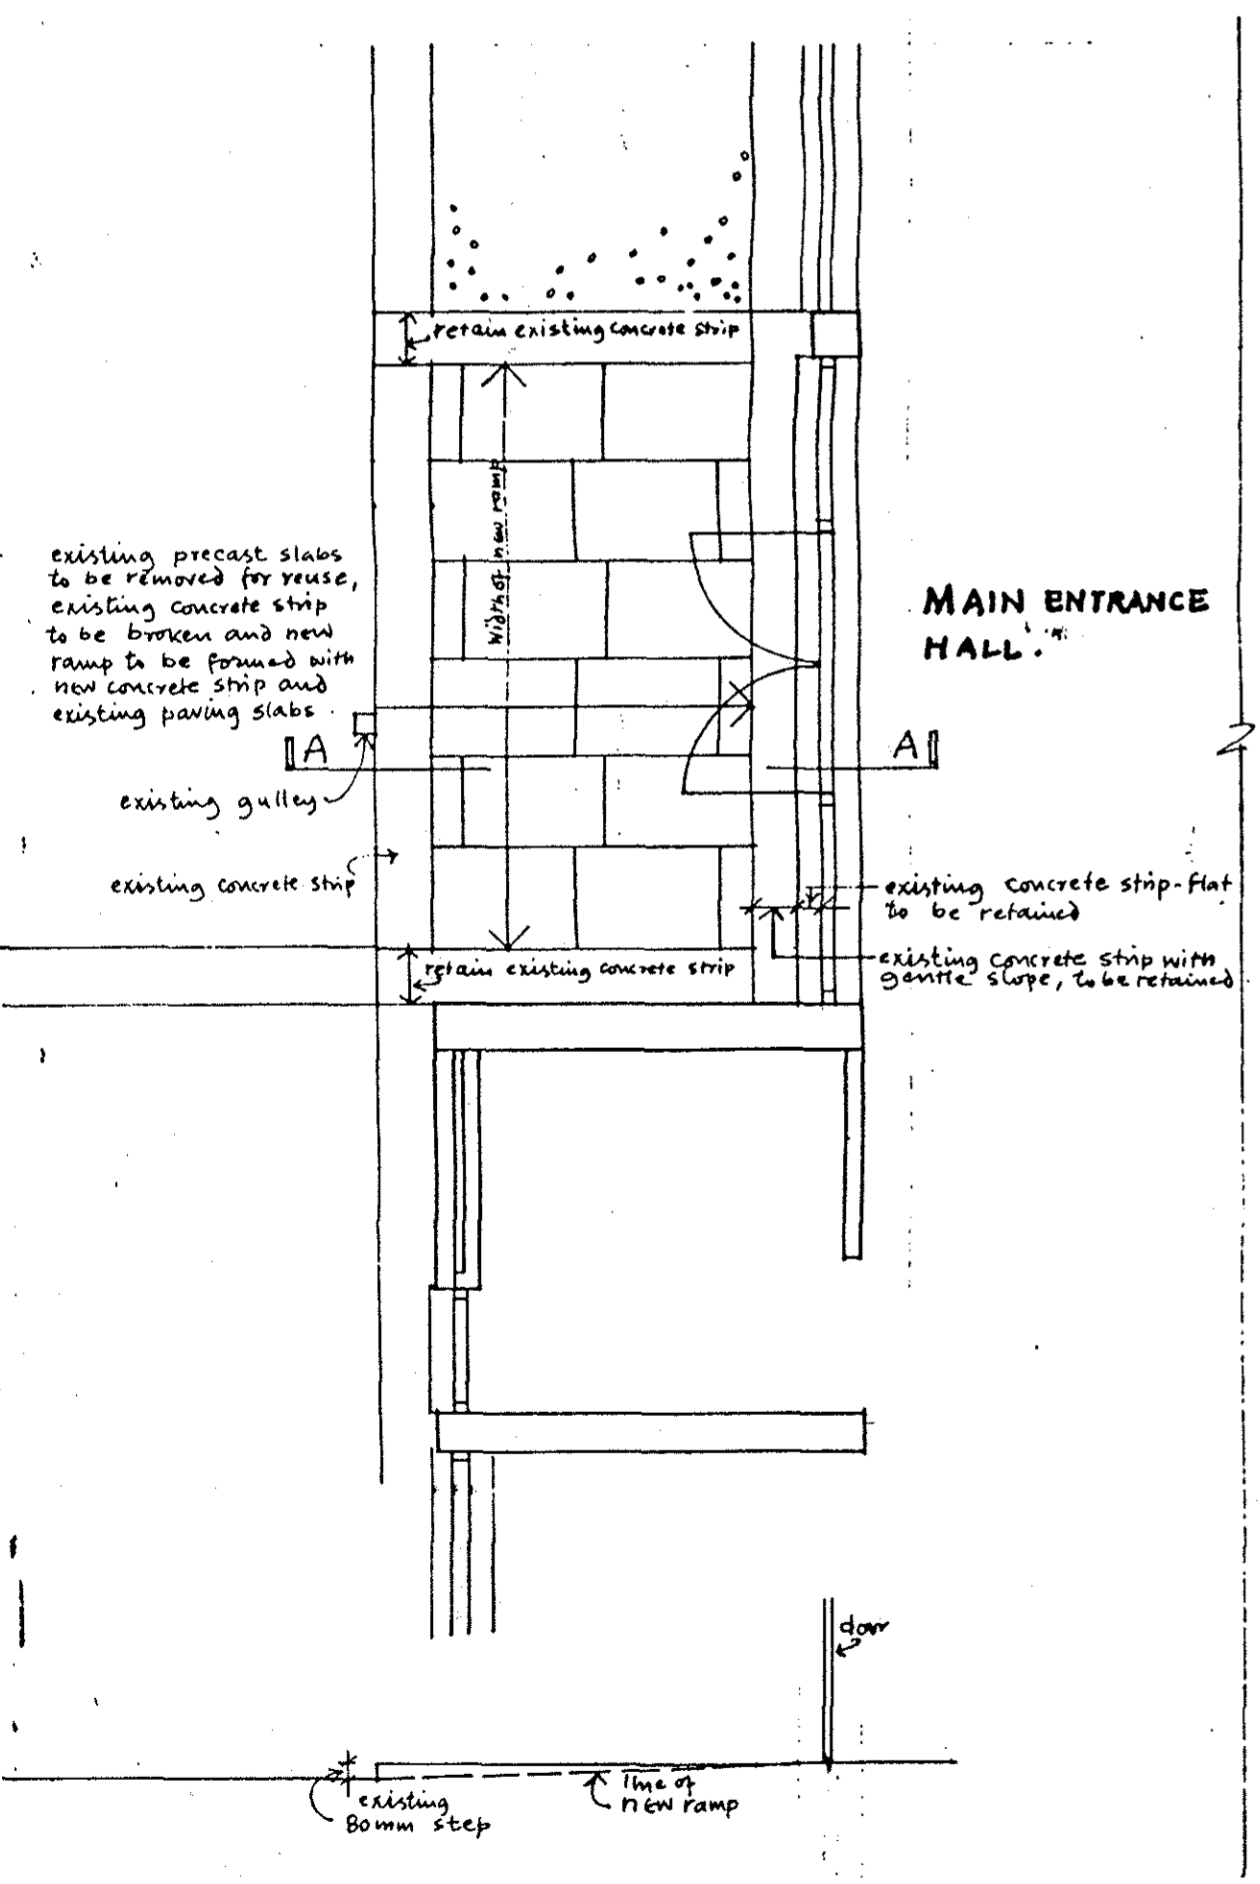 retain existing concrete strip
Width of new ramp
existing precast slabs
to be removed for reuse,
existing concrete strip
to be broken and new
ramp to be formed with
new concrete strip and
existing paving slabs.
MAIN ENTRANCE
HALL.
A
A
existing gulley
existing concrete strip
existing concrete strip-flat
to be retained
retain existing concrete strip
existing concrete strip with
gentle slope, to be retained
door
line of
new ramp
existing
80mm step